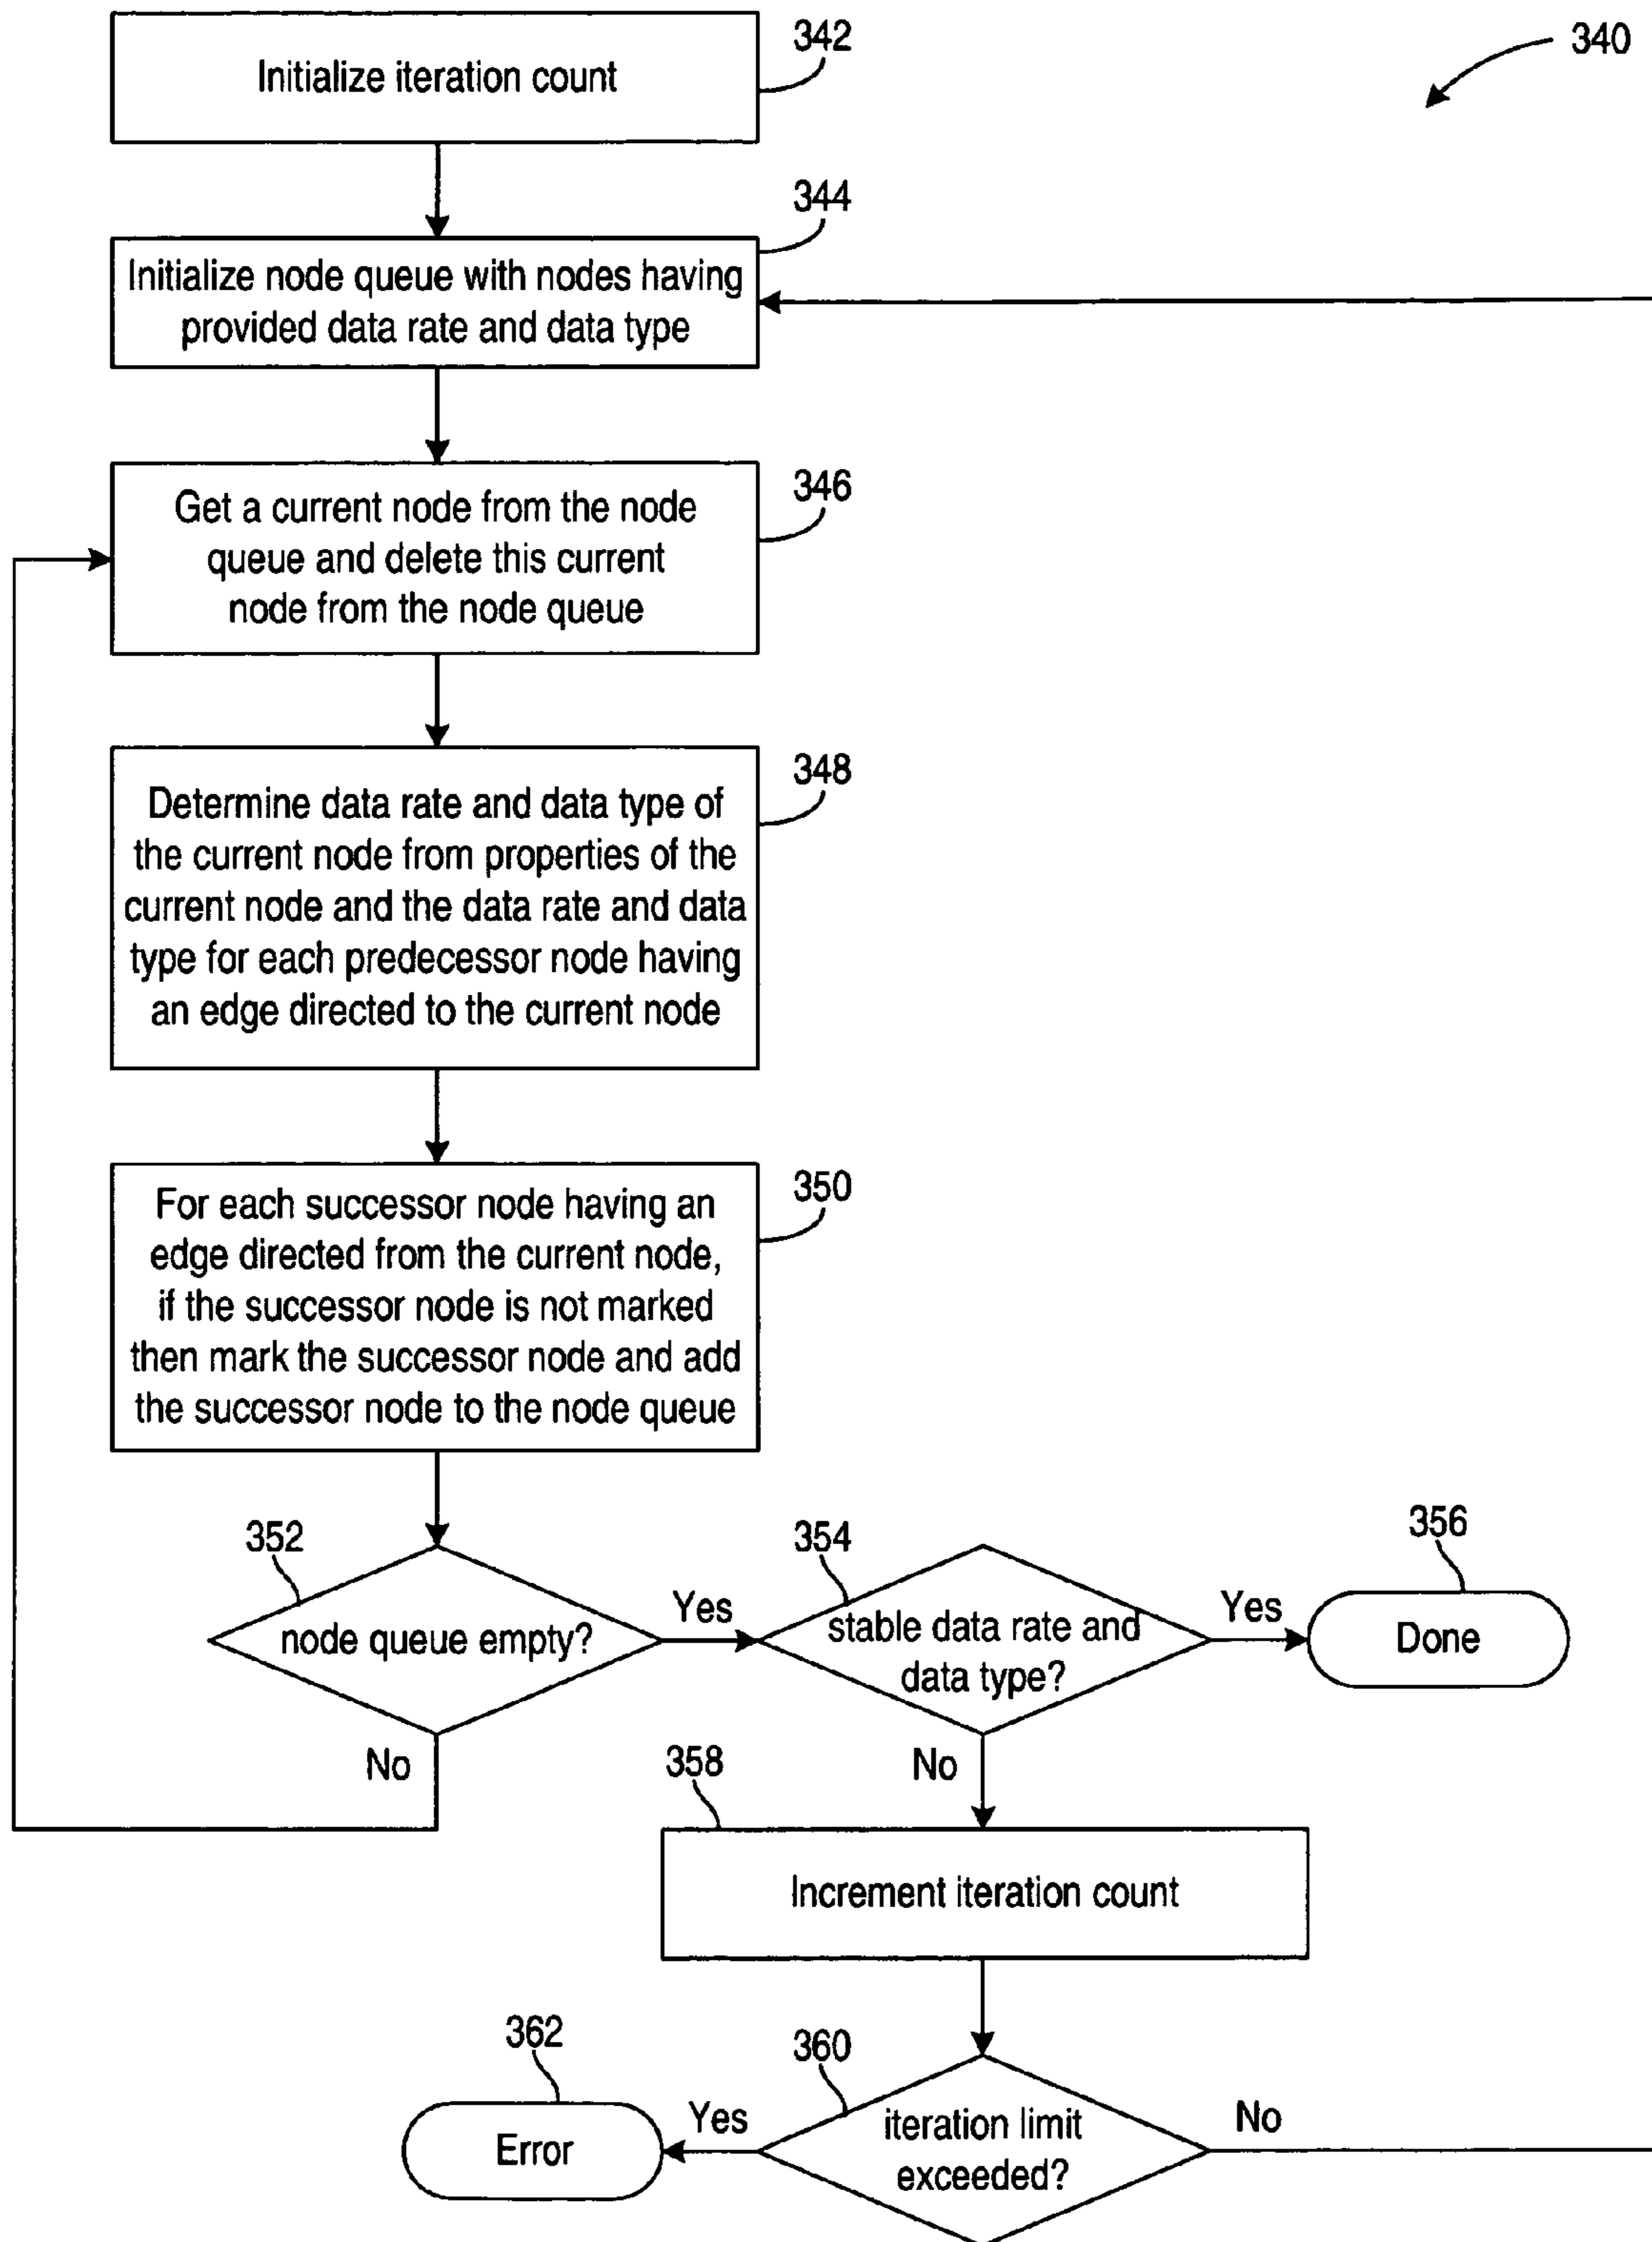 342
Initialize iteration count
340
344
Initialize node queue with nodes having
provided data rate and data type
346
Get a current node from the node
queue and delete this current
node from the node queue
348
Determine data rate and data type of
the current node from properties of the
current node and the data rate and data
type for each predecessor node having
an edge directed to the current node
350
For each successor node having an
edge directed from the current node,
if the successor node is not marked
then mark the successor node and add
the successor node to the node queue
352
node queue empty?
Yes
No
354
stable data rate and
data type?
Yes
No
356
Done
358
Increment iteration count
360
iteration limit
exceeded?
Yes
No
362
Error